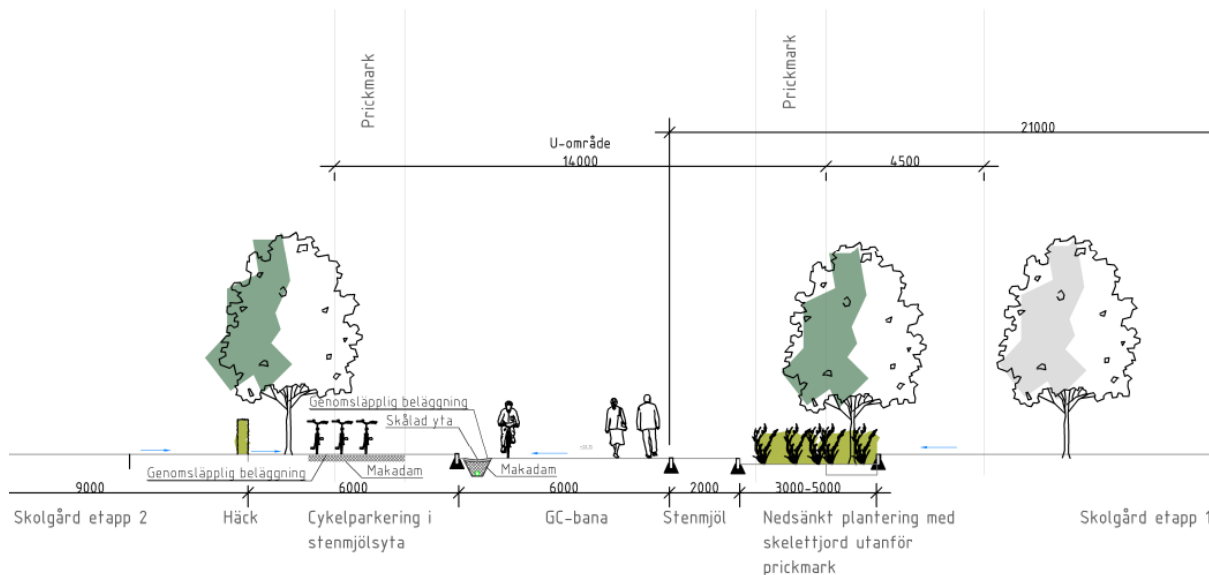 Prickmark
Prickmark
21000
U-område
14000
4500
Genomsläpplig beläggning
Skålad yta
Genomsläpplig beläggning
Makadam
Makadam
9000
6000
6000
2000
3000-5000
Skolgård etapp 2
Häck
Cykelparkering i
stenmjölsyta
GC-bana
Stenmjöl
Nedsänkt plantering med
skelettjord utanför
prickmark
Skolgård etapp 1